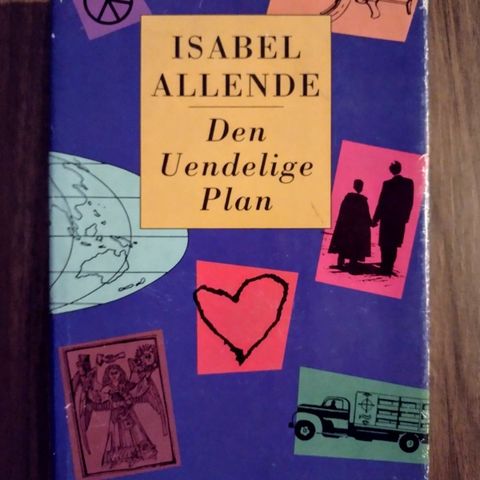 ISABEL
ALLENDE
Den
Uendelige
Plan